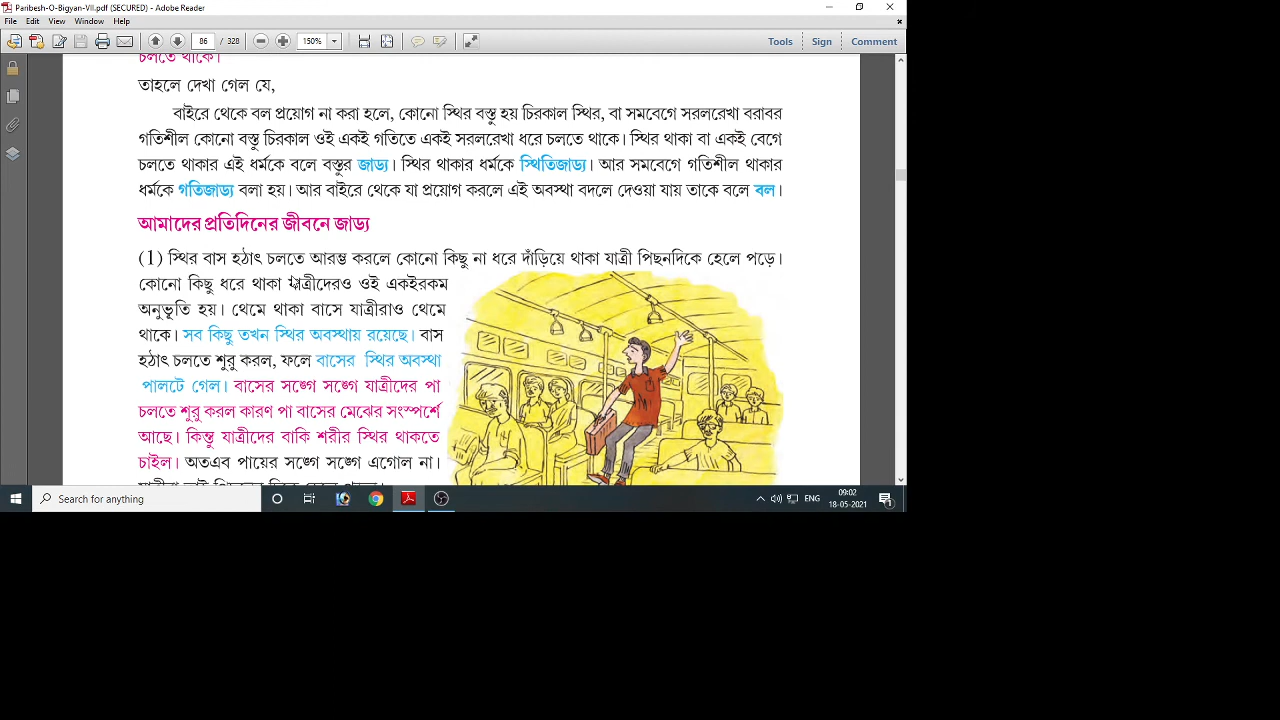 Paribesh-O-Bigyan-VII.pdf (SECURED) - Adobe Reader
File Edit View Window Help
86 / 328 150% Tools Sign Comment
চলতে থাকে।
তাহলে দেখা গেল যে,
বাইরে থেকে বল প্রয়োগ না করা হলে, কোনো স্থির বস্তু হয় চিরকাল স্থির, বা সমবেগে সরলরেখা বরাবর
গতিশীল কোনো বস্তু চিরকাল ওই একই গতিতে একই সরলরেখা ধরে চলতে থাকে। স্থির থাকা বা একই বেগে
চলতে থাকার এই ধর্মকে বলে বস্তুর জাড্য। স্থির থাকার ধর্মকে স্থিতিজাড্য। আর সমবেগে গতিশীল থাকার
ধর্মকে গতিজাড্য বলা হয়। আর বাইরে থেকে যা প্রয়োগ করলে এই অবস্থা বদলে দেওয়া যায় তাকে বলে বল।
আমাদের প্রতিদিনের জীবনে জাড্য
(1) স্থির বাস হঠাৎ চলতে আরম্ভ করলে কোনো কিছু না ধরে দাঁড়িয়ে থাকা যাত্রী পিছনদিকে হেলে পড়ে।
কোনো কিছু ধরে থাকা যাত্রীদেরও ওই একইরকম
অনুভূতি হয়। থেমে থাকা বাসে যাত্রীরাও থেমে
থাকে। সব কিছু তখন স্থির অবস্থায় রয়েছে। বাস
হঠাৎ চলতে শুরু করল, ফলে বাসের স্থির অবস্থা
পালটে গেল। বাসের সঙ্গে সঙ্গে যাত্রীদের পা
চলতে শুরু করল কারণ পা বাসের মেঝের সংস্পর্শে
আছে। কিন্তু যাত্রীদের বাকি শরীর স্থির থাকতে
চাইল। অতএব পায়ের সঙ্গে সঙ্গে এগোল না।
Search for anything
ENG
09:02
18-05-2021